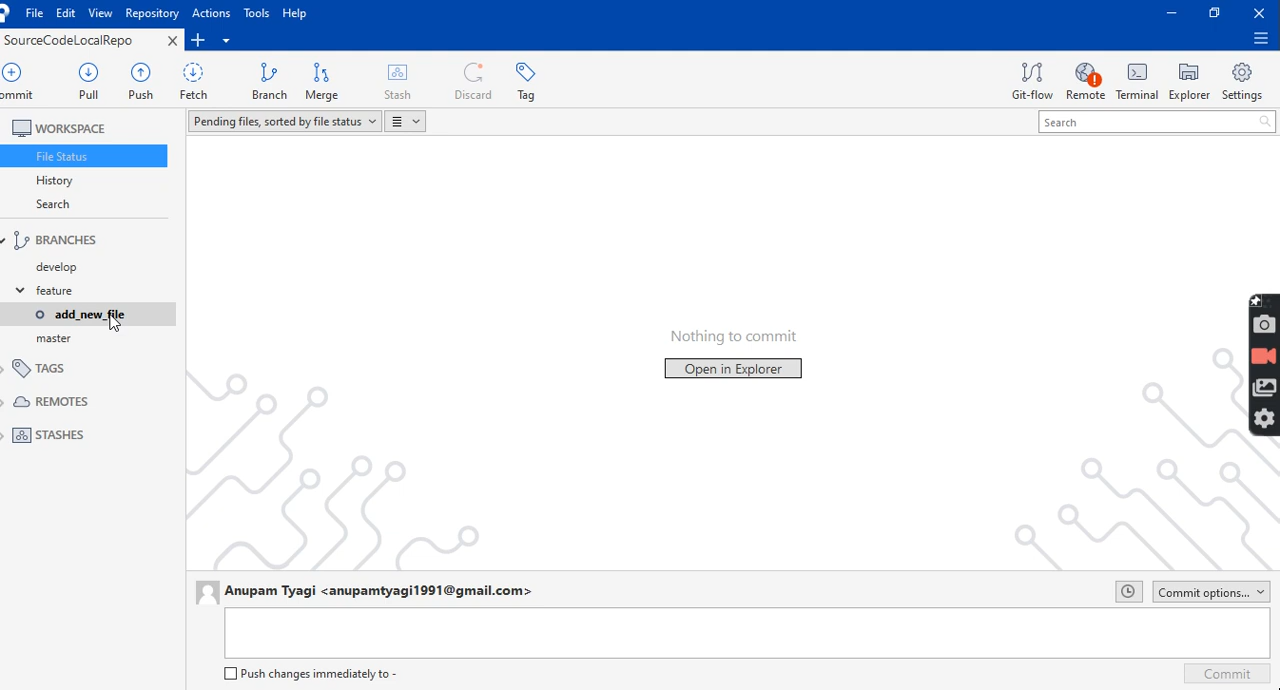 File Edit View Repository Actions Tools Help
SourceCodeLocalRepo
ommit Pull Push Fetch Branch Merge Stash Discard Tag Git-flow Remote Terminal Explorer Settings
Pending files, sorted by file status Search
WORKSPACE
File Status
History
Search
BRANCHES
develop
feature
add_new_file
master
TAGS
REMOTES
STASHES
Nothing to commit
Open in Explorer
Anupam Tyagi <anupamtyagi1991@gmail.com> Commit options...
Push changes immediately to - Commit